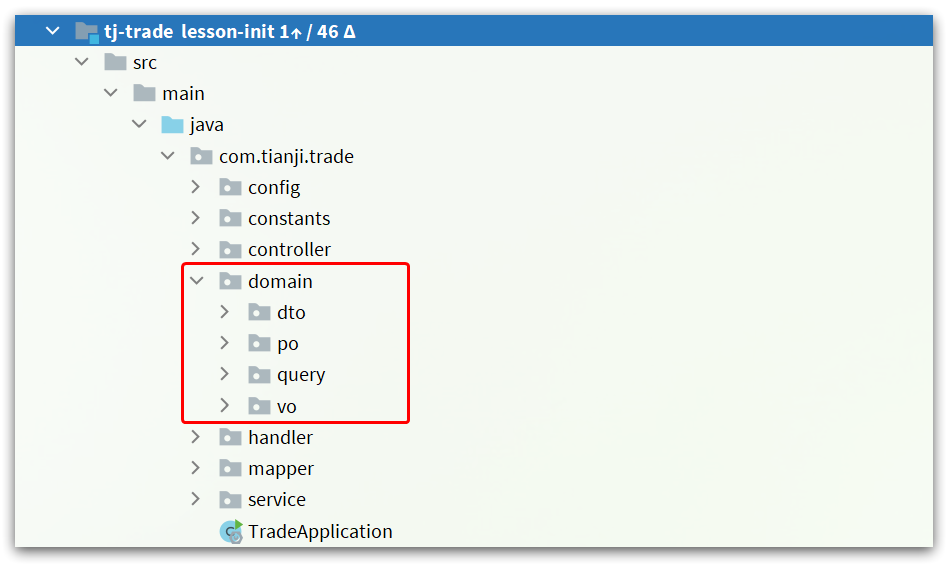 tj-trade lesson-init 1↑ / 46 Δ
src
main
java
com.tianji.trade
config
constants
controller
domain
dto
po
query
vo
handler
mapper
service
TradeApplication